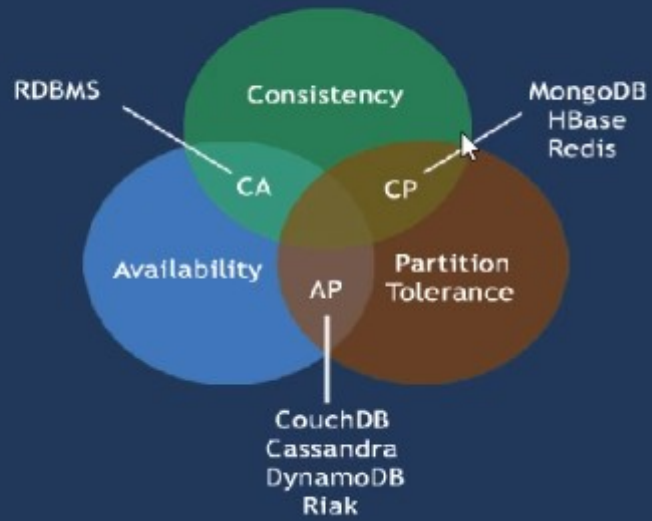 RDBMS
Consistency
MongoDB
HBase
Redis
CA
CP
Availability
Partition
Tolerance
AP
CouchDB
Cassandra
DynamoDB
Riak